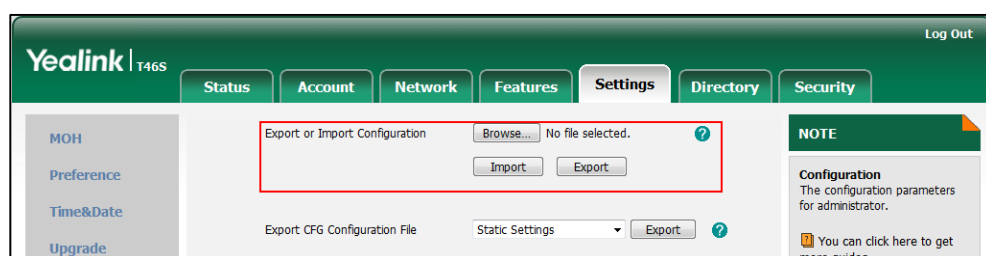 Log Out
Yealink T46S
Status Account Network Features Settings Directory Security
MOH
Preference
Time&Date
Upgrade
Export or Import Configuration Browse... No file selected. ?
Import Export
Export CFG Configuration File Static Settings Export ?
NOTE
Configuration
The configuration parameters
for administrator.
? You can click here to get
more guides